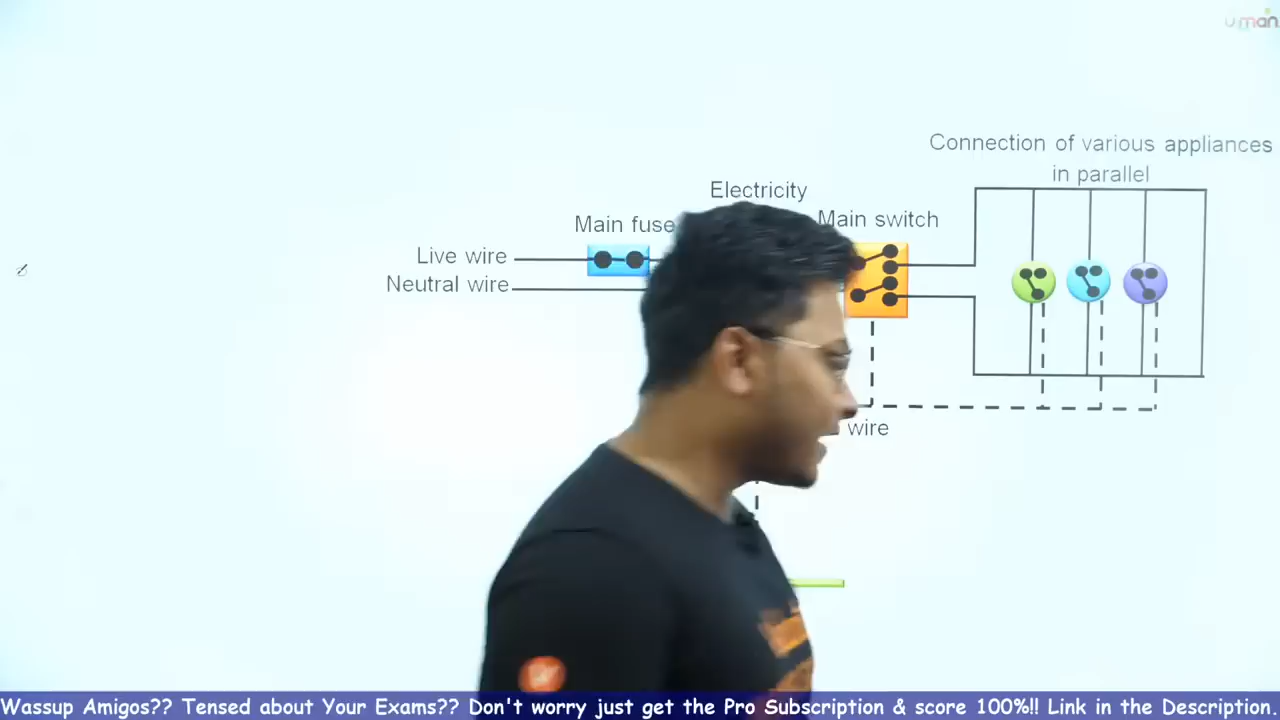 Connection of various appliances
in parallel
Electricity
Main fuse
Main switch
Live wire
Neutral wire
wire
Wassup Amigos?? Tensed about Your Exams?? Don't worry just get the Pro Subscription & score 100%!! Link in the Description.